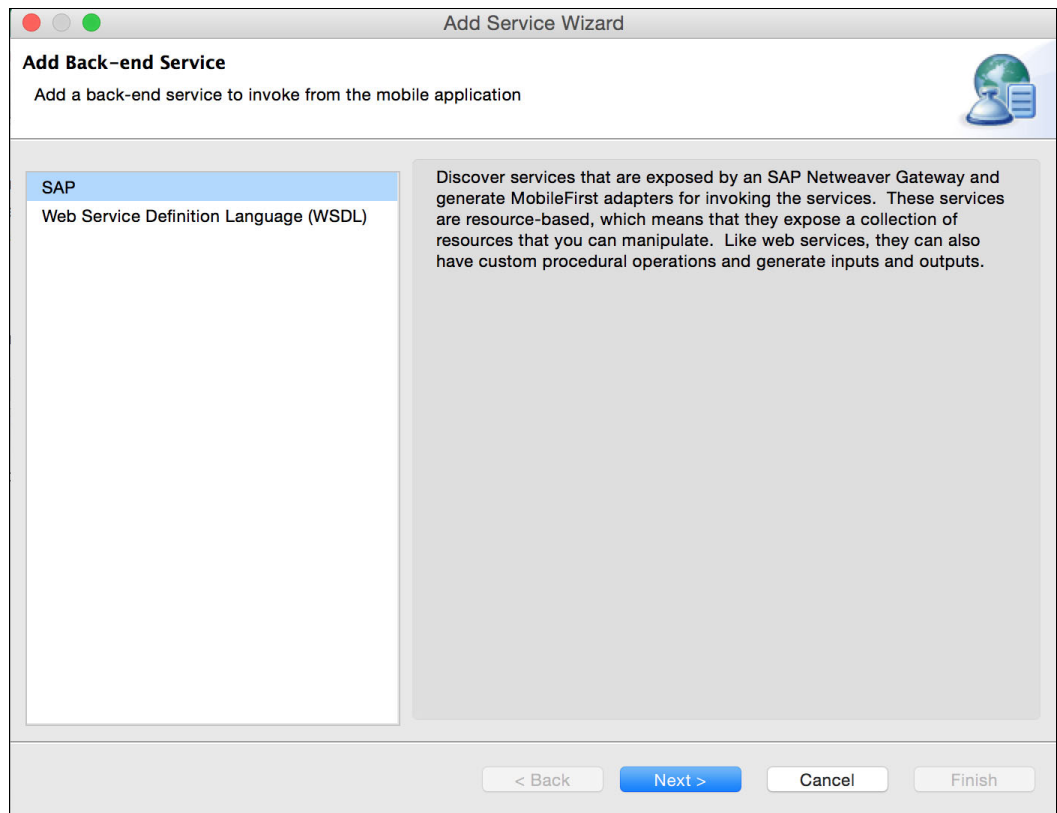 Add Service Wizard
Add Back-end Service
Add a back-end service to invoke from the mobile application
SAP
Web Service Definition Language (WSDL)
Discover services that are exposed by an SAP Netweaver Gateway and
generate MobileFirst adapters for invoking the services.  These services
are resource-based, which means that they expose a collection of
resources that you can manipulate.  Like web services, they can also
have custom procedural operations and generate inputs and outputs.
< Back
Next >
Cancel
Finish